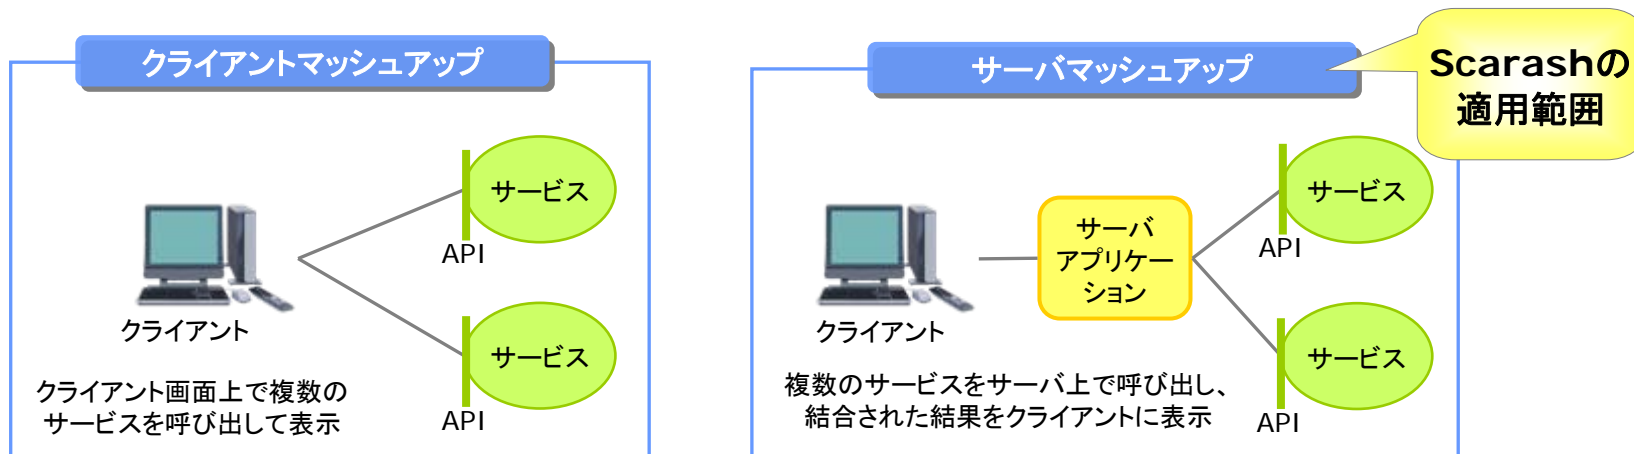 クライアントマッシュアップ
サービス
API
クライアント
サービス
API
クライアント画面上で複数の
サービスを呼び出して表示
サーバマッシュアップ
Scarashの
適用範囲
サービス
API
サーバ
アプリケー
ション
クライアント
サービス
API
複数のサービスをサーバ上で呼び出し、
結合された結果をクライアントに表示